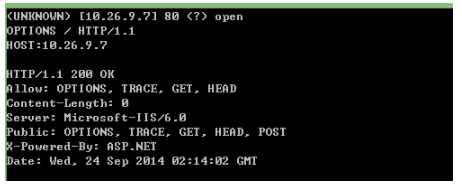 (UNKNOWN) [10.26.9.7] 80 (?) open
OPTIONS / HTTP/1.1
HOST:10.26.9.7

HTTP/1.1 200 OK
Allow: OPTIONS, TRACE, GET, HEAD
Content-Length: 0
Server: Microsoft-IIS/6.0
Public: OPTIONS, TRACE, GET, HEAD, POST
X-Powered-By: ASP.NET
Date: Wed, 24 Sep 2014 02:14:02 GMT